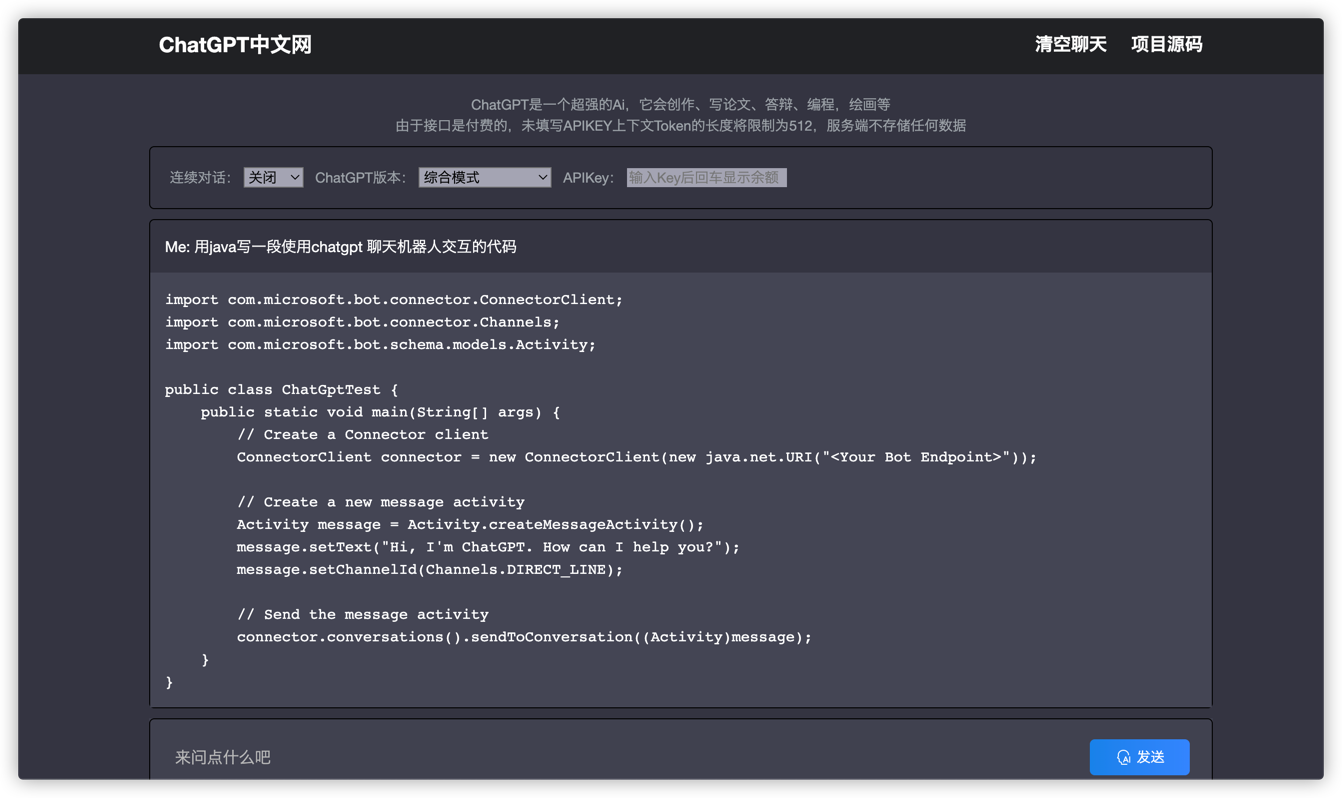 ChatGPT中文网 清空聊天 项目源码
ChatGPT是一个超强的Ai，它会创作、写论文、答辩、编程，绘画等
由于接口是付费的，未填写APIKEY上下文Token的长度将限制为512，服务端不存储任何数据
连续对话： 关闭 ChatGPT版本： 综合模式 APIKey： 输入Key后回车显示余额
Me: 用java写一段使用chatgpt 聊天机器人交互的代码
import com.microsoft.bot.connector.ConnectorClient;
import com.microsoft.bot.connector.Channels;
import com.microsoft.bot.schema.models.Activity;
public class ChatGptTest {
    public static void main(String[] args) {
        // Create a Connector client
        ConnectorClient connector = new ConnectorClient(new java.net.URI("<Your Bot Endpoint>"));
        // Create a new message activity
        Activity message = Activity.createMessageActivity();
        message.setText("Hi, I'm ChatGPT. How can I help you?");
        message.setChannelId(Channels.DIRECT_LINE);
        // Send the message activity
        connector.conversations().sendToConversation((Activity)message);
    }
}
来问点什么吧 发送